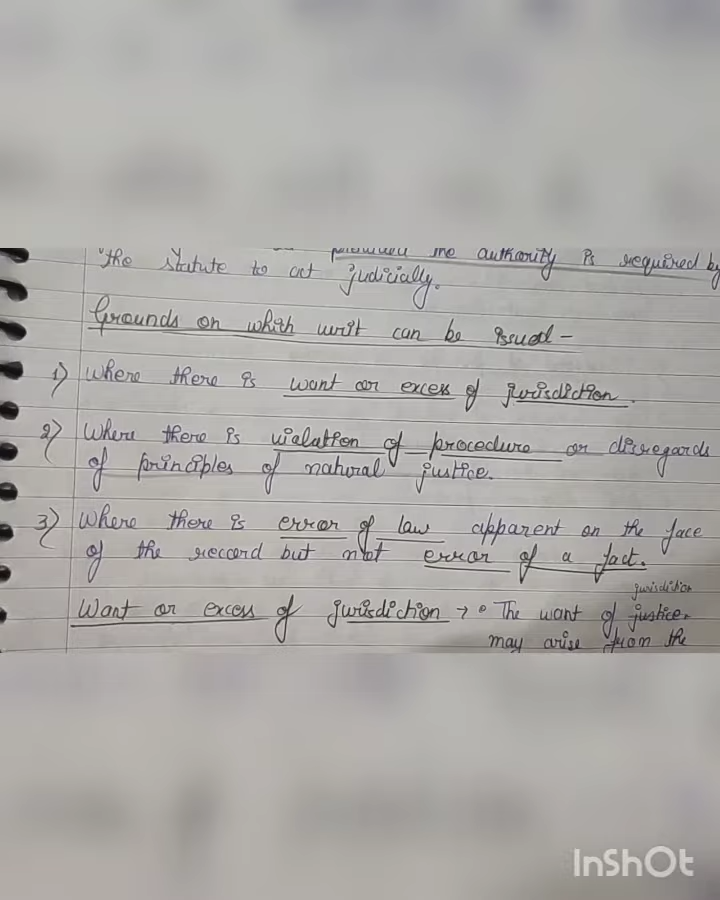 the authority is required by
the statute to act judicially.
Grounds on which writ can be issued -
1) Where there is want or excess of jurisdiction.
2) Where there is violation of procedure or disregards
of principles of natural justice.
3) Where there is error of law apparent on the face
of the record but not error of a fact.
jurisdiction
Want or excess of jurisdiction → • The want of justice.
may arise from the
InShOt